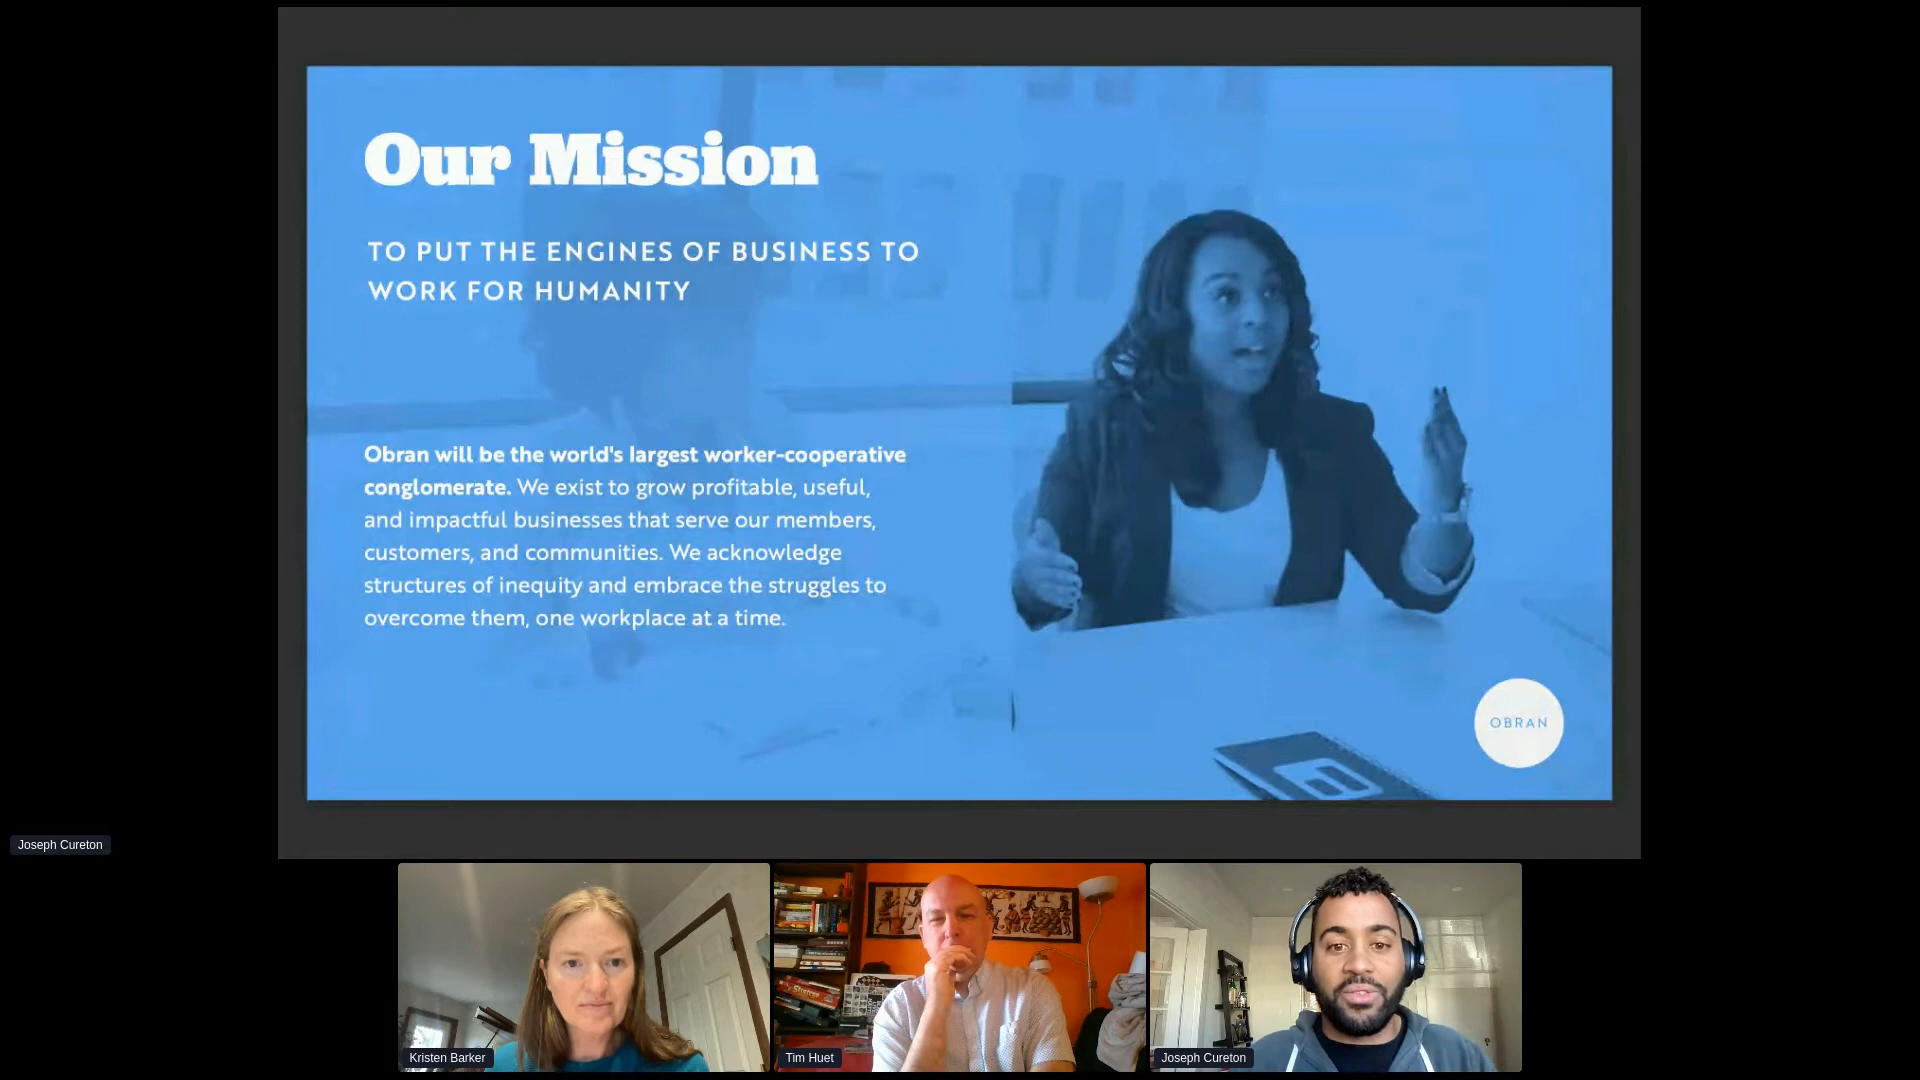 Our Mission
TO PUT THE ENGINES OF BUSINESS TO
WORK FOR HUMANITY
Obran will be the world's largest worker-cooperative
conglomerate. We exist to grow profitable, useful,
and impactful businesses that serve our members,
customers, and communities. We acknowledge
structures of inequity and embrace the struggles to
overcome them, one workplace at a time.
OBRAN
Joseph Cureton
Stratego
Kristen Barker
Tim Huet
Joseph Cureton